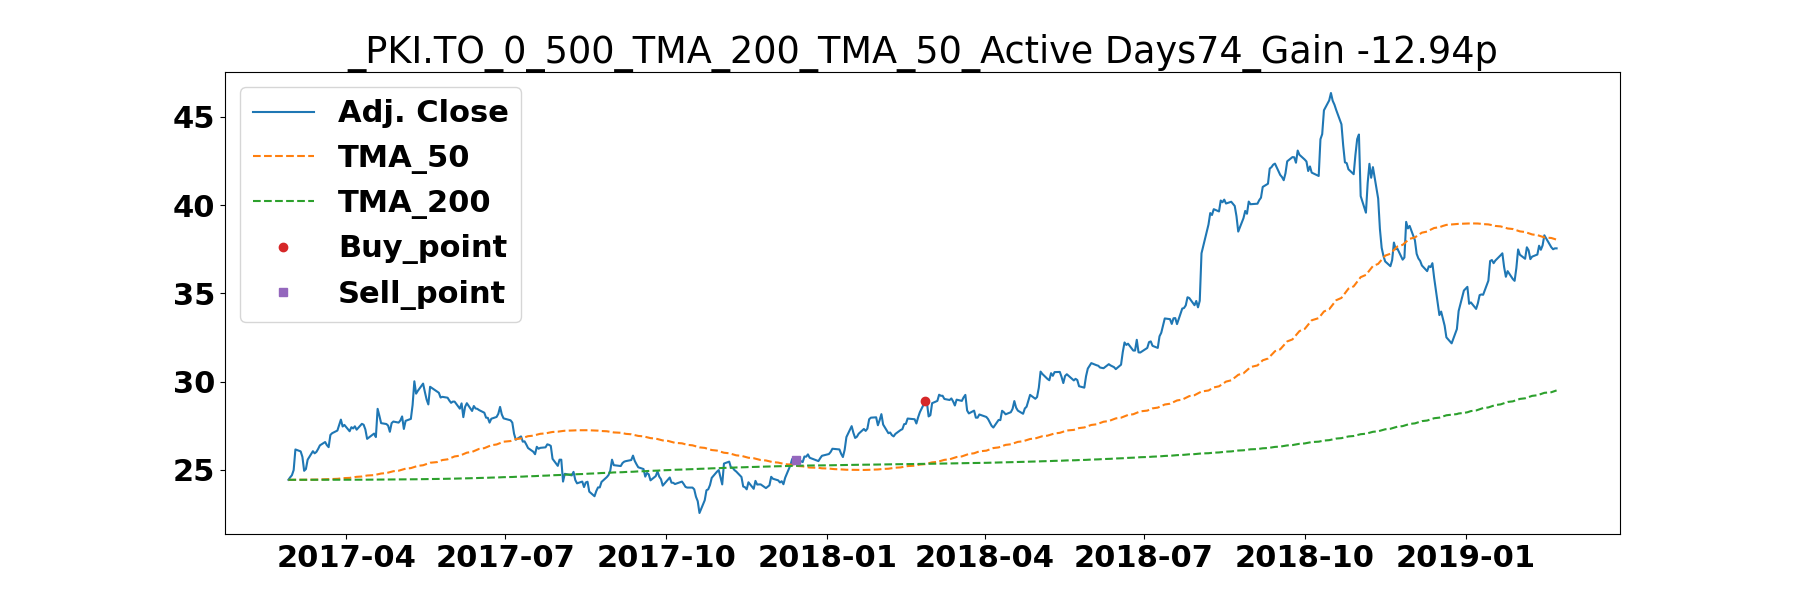 _PKI.TO_0_500_TMA_200_TMA_50_Active Days74_Gain -12.94p
Adj. Close
TMA_50
TMA_200
Buy_point
Sell_point
45
40
35
30
25
2017-04 2017-07 2017-10 2018-01 2018-04 2018-07 2018-10 2019-01